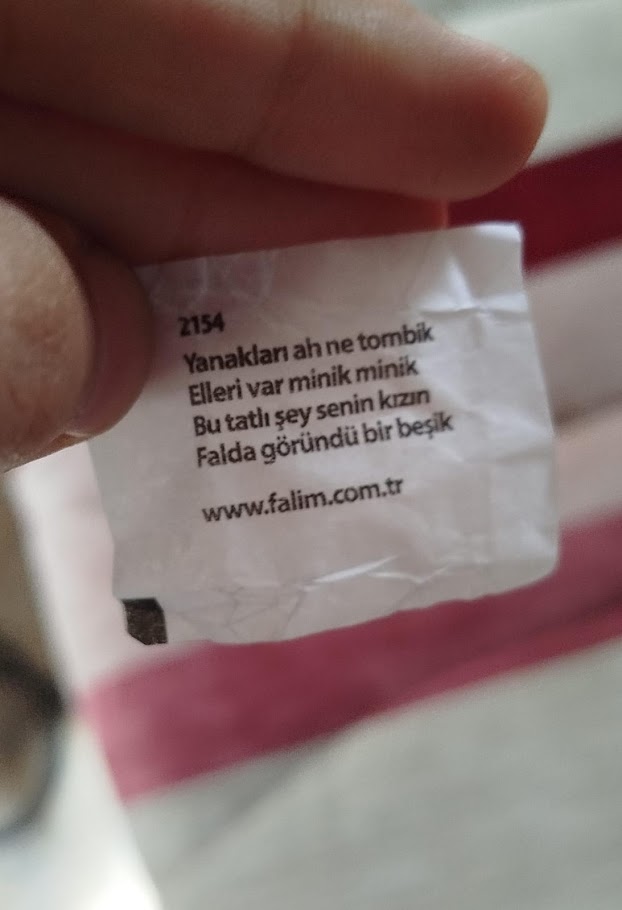 2154
Yanakları ah ne tombik
Elleri var minik minik
Bu tatlı şey senin kızın
Falda göründü bir beşik
www.falim.com.tr